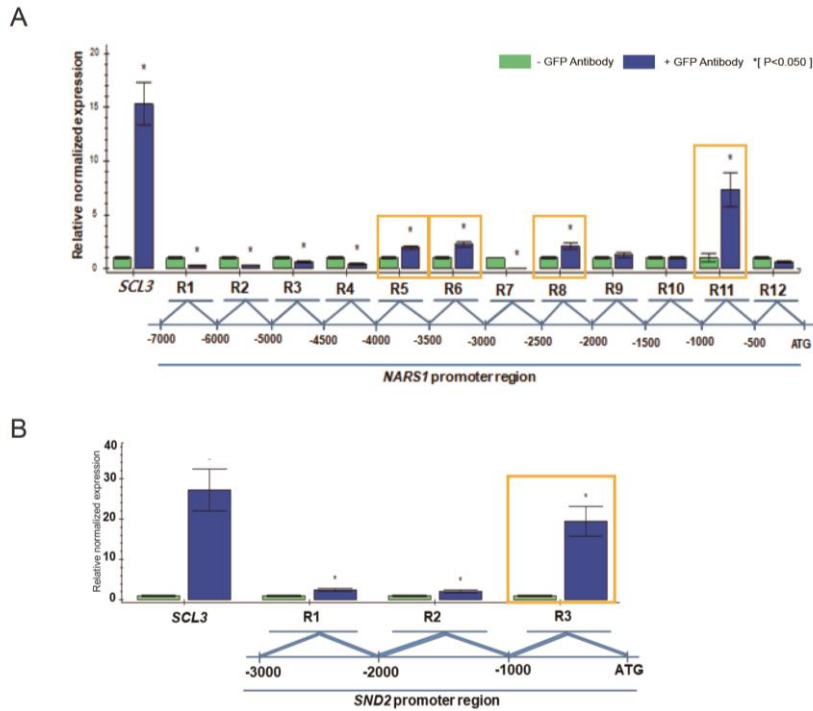 A
Relative normalized expression
20
15
10
5
0
- GFP Antibody + GFP Antibody *[ P<0.050 ]
* * * * * * * * * *
SCL3 R1 R2 R3 R4 R5 R6 R7 R8 R9 R10 R11 R12
-7000 -6000 -5000 -4500 -4000 -3500 -3000 -2500 -2000 -1500 -1000 -500 ATG
NARS1 promoter region
B
Relative normalized expression
40
30
20
10
0
* * *
SCL3 R1 R2 R3
-3000 -2000 -1000 ATG
SND2 promoter region